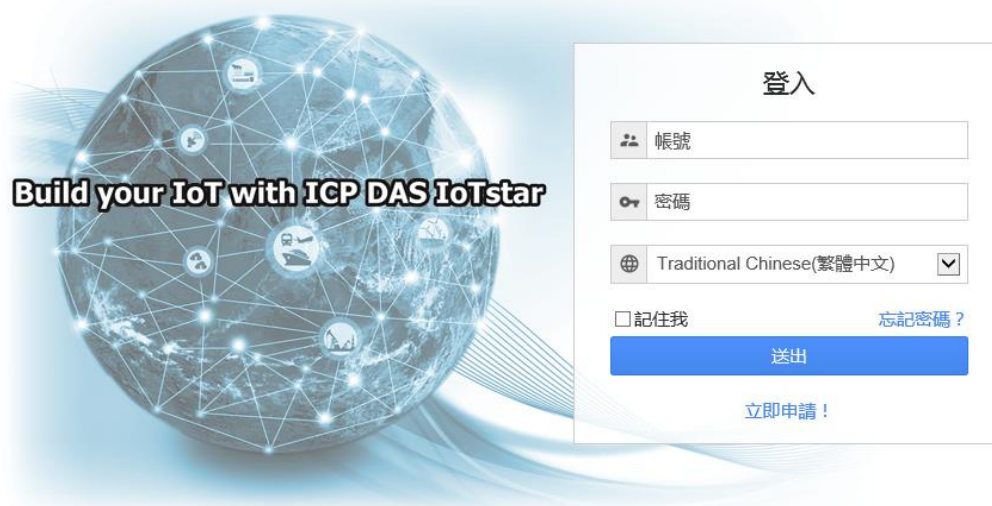 Build your IoT with ICP DAS IoTstar
登入
帳號
密碼
Traditional Chinese(繁體中文)
記住我
忘記密碼？
送出
立即申請！